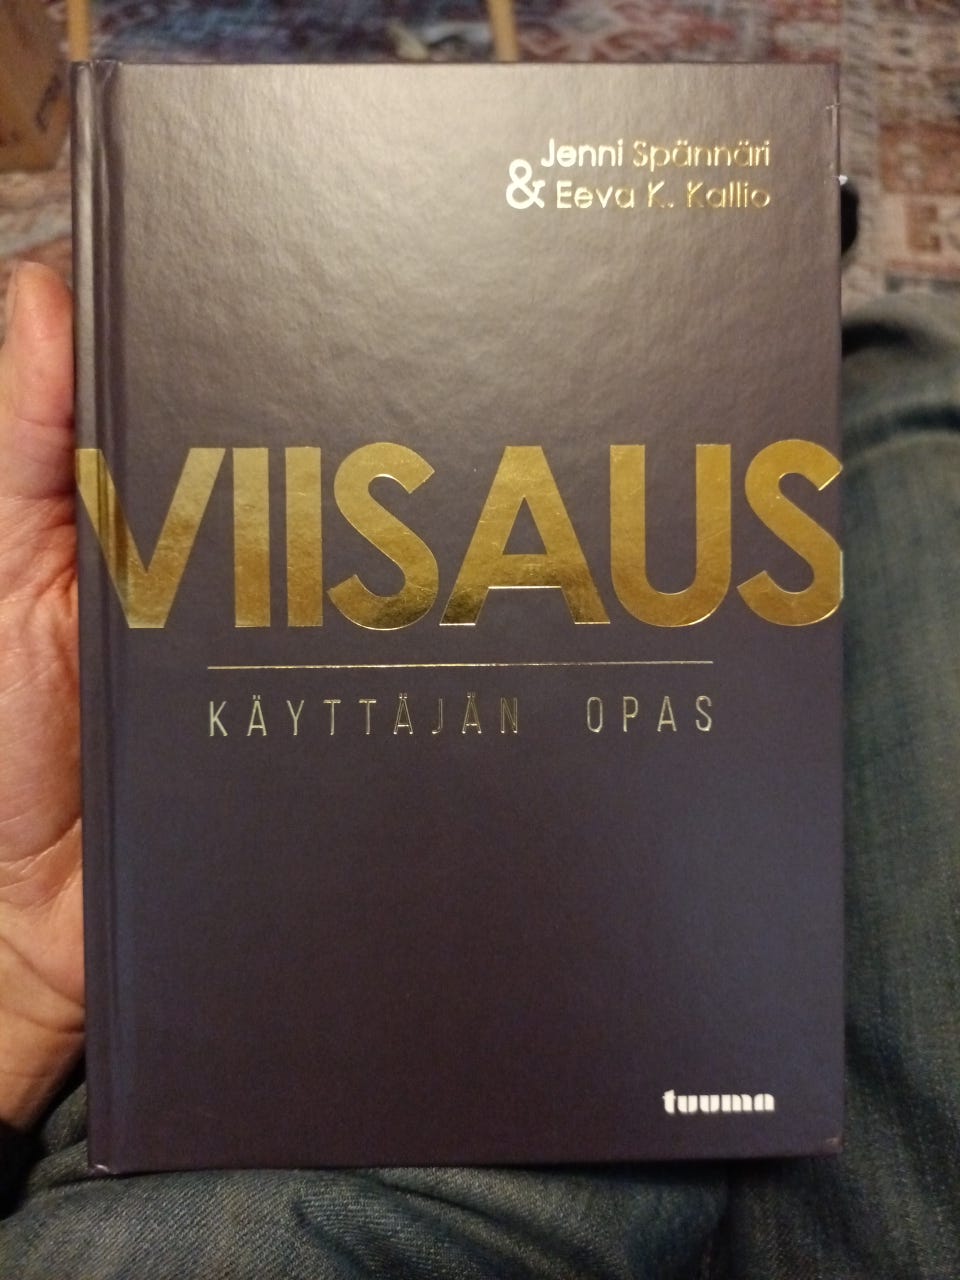 Jenni Spännäri
& Eeva K. Kallio
VIISAUS
KÄYTTÄJÄN OPAS
tuuma